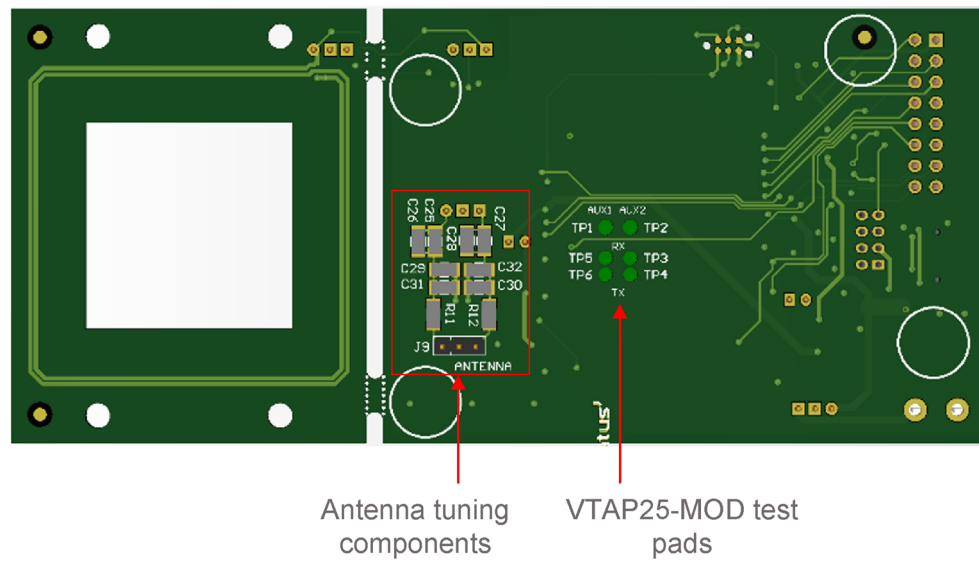 C26
C25
C28
C27
C29
C32
C31
C30
R11
R12
J9
ANTENNA
AUX1 AUX2
TP1 TP2
RX
TP5 TP3
TP6 TP4
TX
tus'
Antenna tuning
components
VTAP25-MOD test
pads